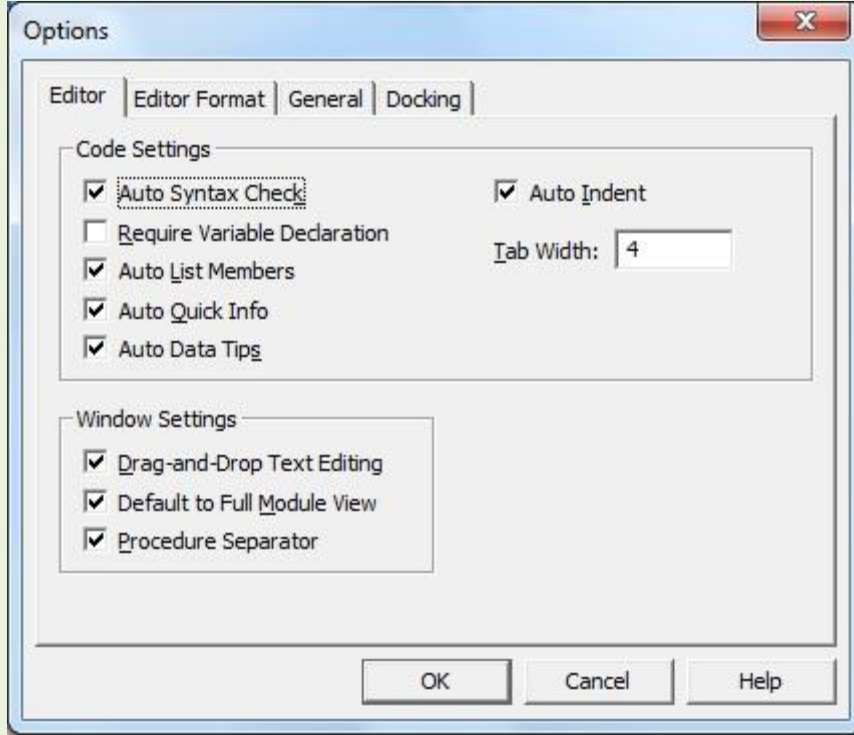 Options
Editor Editor Format General Docking
Code Settings
Auto Syntax Check
Require Variable Declaration
Auto List Members
Auto Quick Info
Auto Data Tips
Auto Indent
Tab Width: 4
Window Settings
Drag-and-Drop Text Editing
Default to Full Module View
Procedure Separator
OK Cancel Help